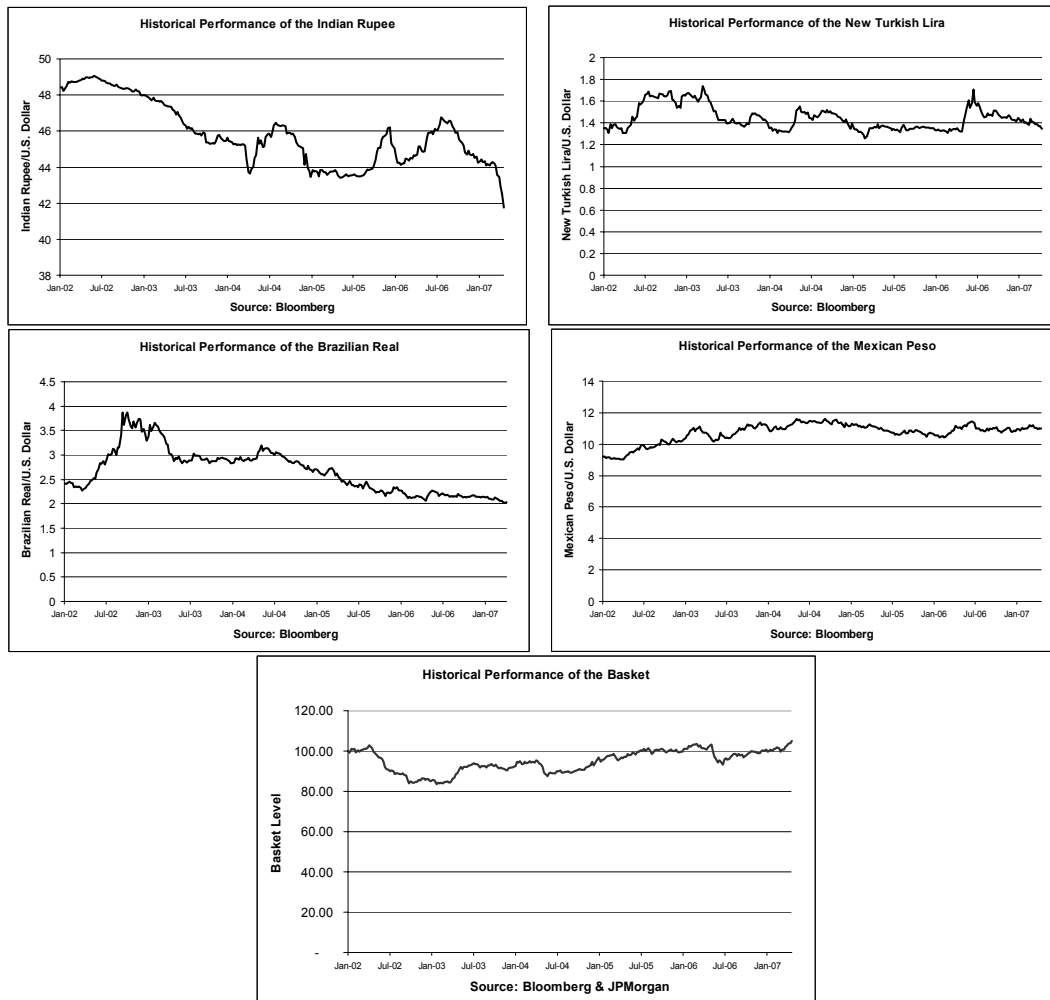 Historical Performance of the Indian Rupee
Indian Rupee/U.S. Dollar
50
48
46
44
42
40
38
Jan-02 Jul-02 Jan-03 Jul-03 Jan-04 Jul-04 Jan-05 Jul-05 Jan-06 Jul-06 Jan-07
Source: Bloomberg
Historical Performance of the New Turkish Lira
New Turkish Lira/U.S. Dollar
2
1.8
1.6
1.4
1.2
1
0.8
0.6
0.4
0.2
0
Jan-02 Jul-02 Jan-03 Jul-03 Jan-04 Jul-04 Jan-05 Jul-05 Jan-06 Jul-06 Jan-07
Source: Bloomberg
Historical Performance of the Brazilian Real
Brazilian Real/U.S. Dollar
4.5
4
3.5
3
2.5
2
1.5
1
0.5
0
Jan-02 Jul-02 Jan-03 Jul-03 Jan-04 Jul-04 Jan-05 Jul-05 Jan-06 Jul-06 Jan-07
Source: Bloomberg
Historical Performance of the Mexican Peso
Mexican Peso/U.S. Dollar
14
12
10
8
6
4
2
0
Jan-02 Jul-02 Jan-03 Jul-03 Jan-04 Jul-04 Jan-05 Jul-05 Jan-06 Jul-06 Jan-07
Source: Bloomberg
Historical Performance of the Basket
Basket Level
120.00
100.00
80.00
60.00
40.00
20.00
-
Jan-02 Jul-02 Jan-03 Jul-03 Jan-04 Jul-04 Jan-05 Jul-05 Jan-06 Jul-06 Jan-07
Source: Bloomberg & JPMorgan